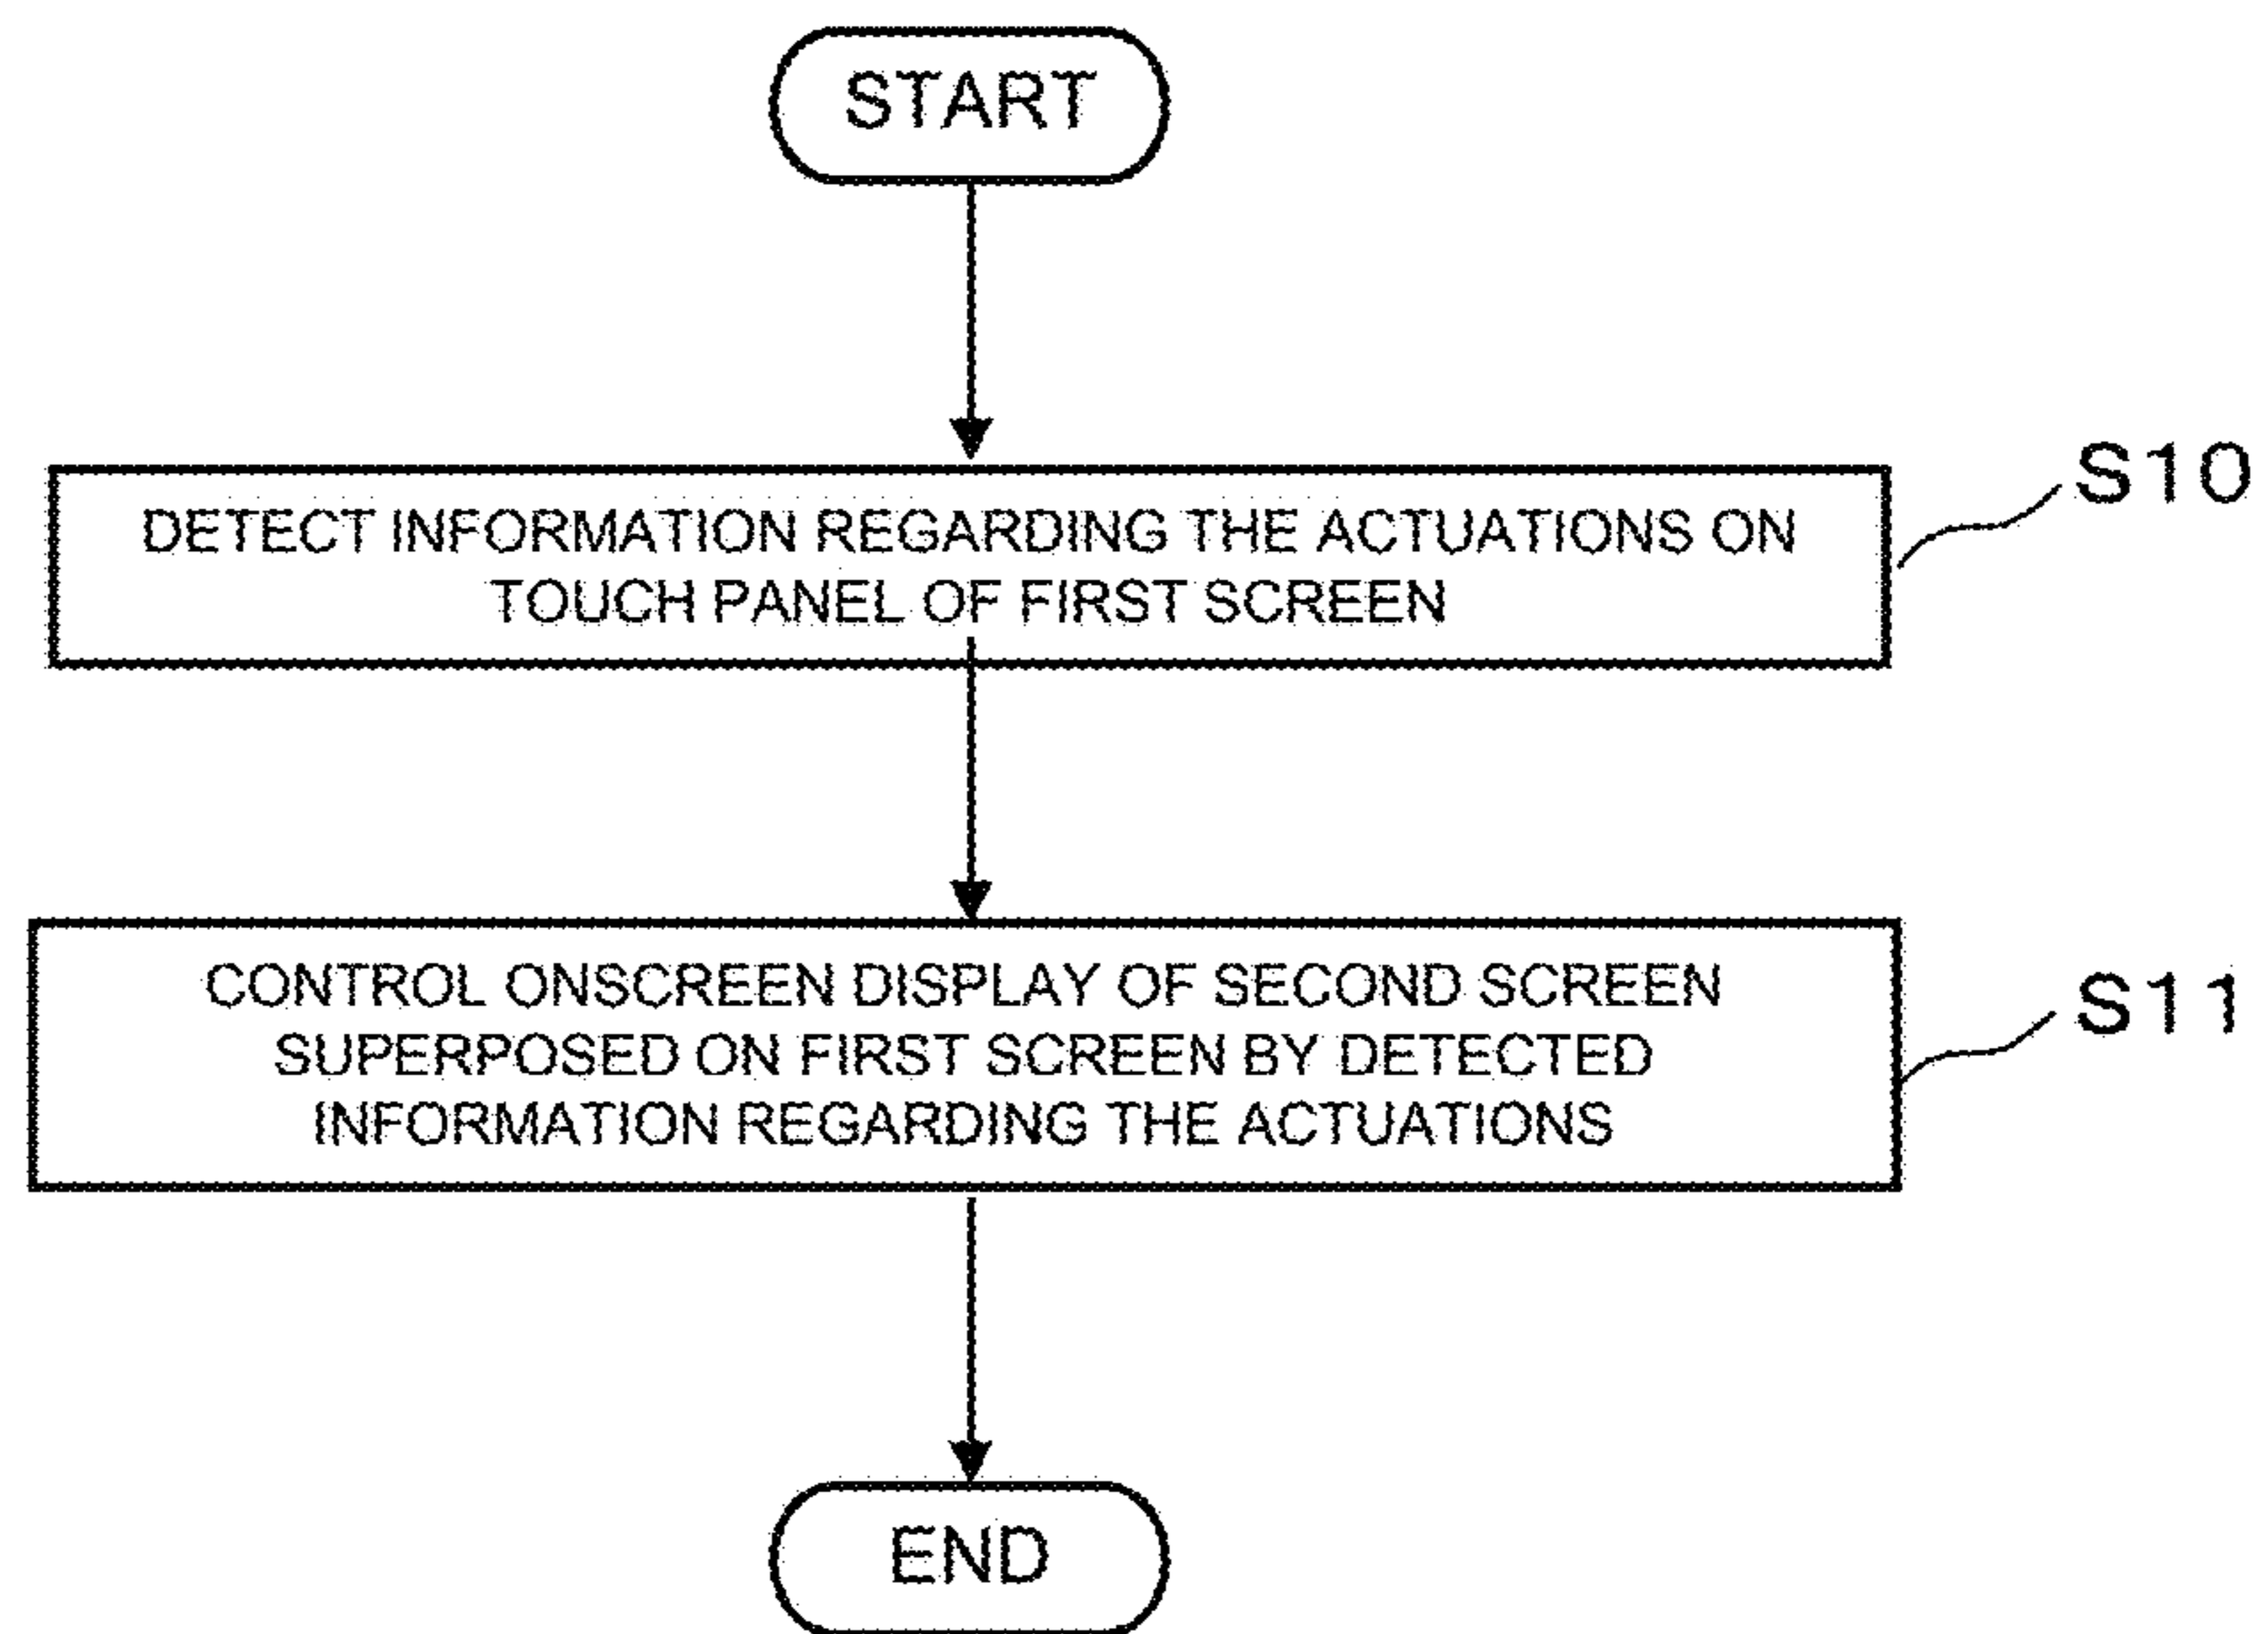 START
DETECT INFORMATION REGARDING THE ACTUATIONS ON
TOUCH PANEL OF FIRST SCREEN
S10
CONTROL ONSCREEN DISPLAY OF SECOND SCREEN
SUPERPOSED ON FIRST SCREEN BY DETECTED
INFORMATION REGARDING THE ACTUATIONS
S11
END